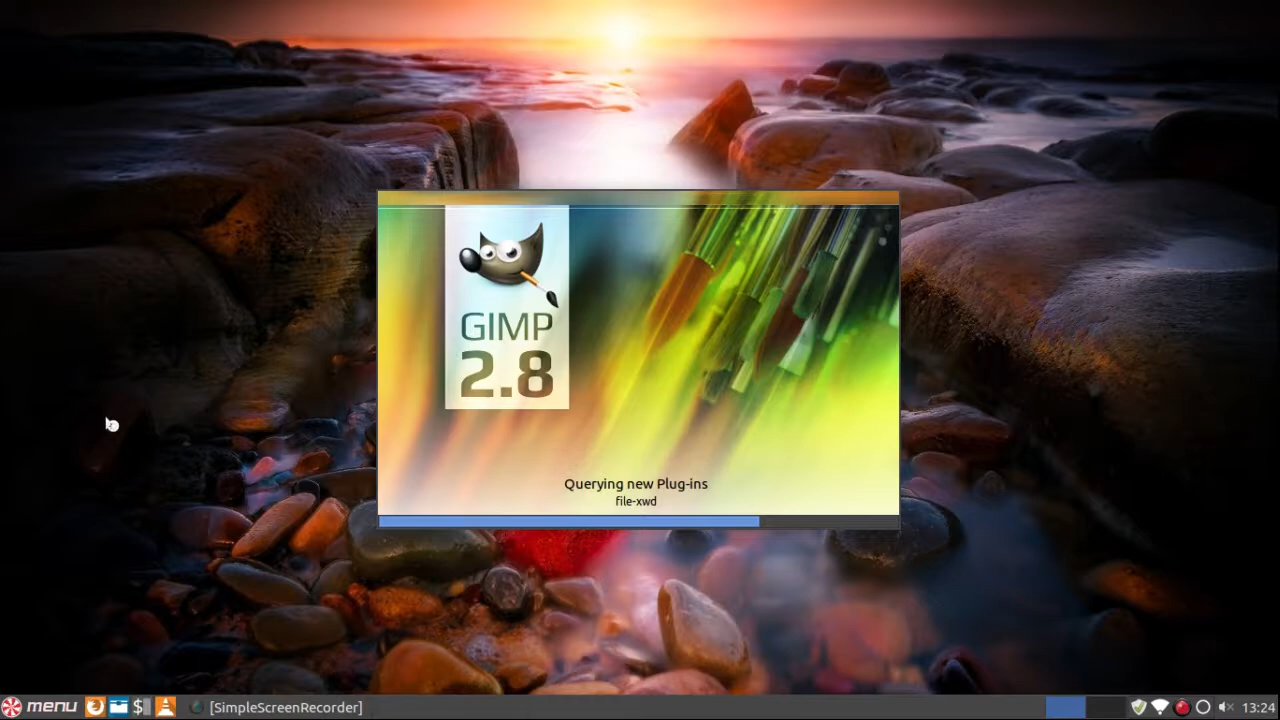 GIMP
2.8
Querying new Plug-ins
file-xwd
menu
$
[SimpleScreenRecorder]
13:24